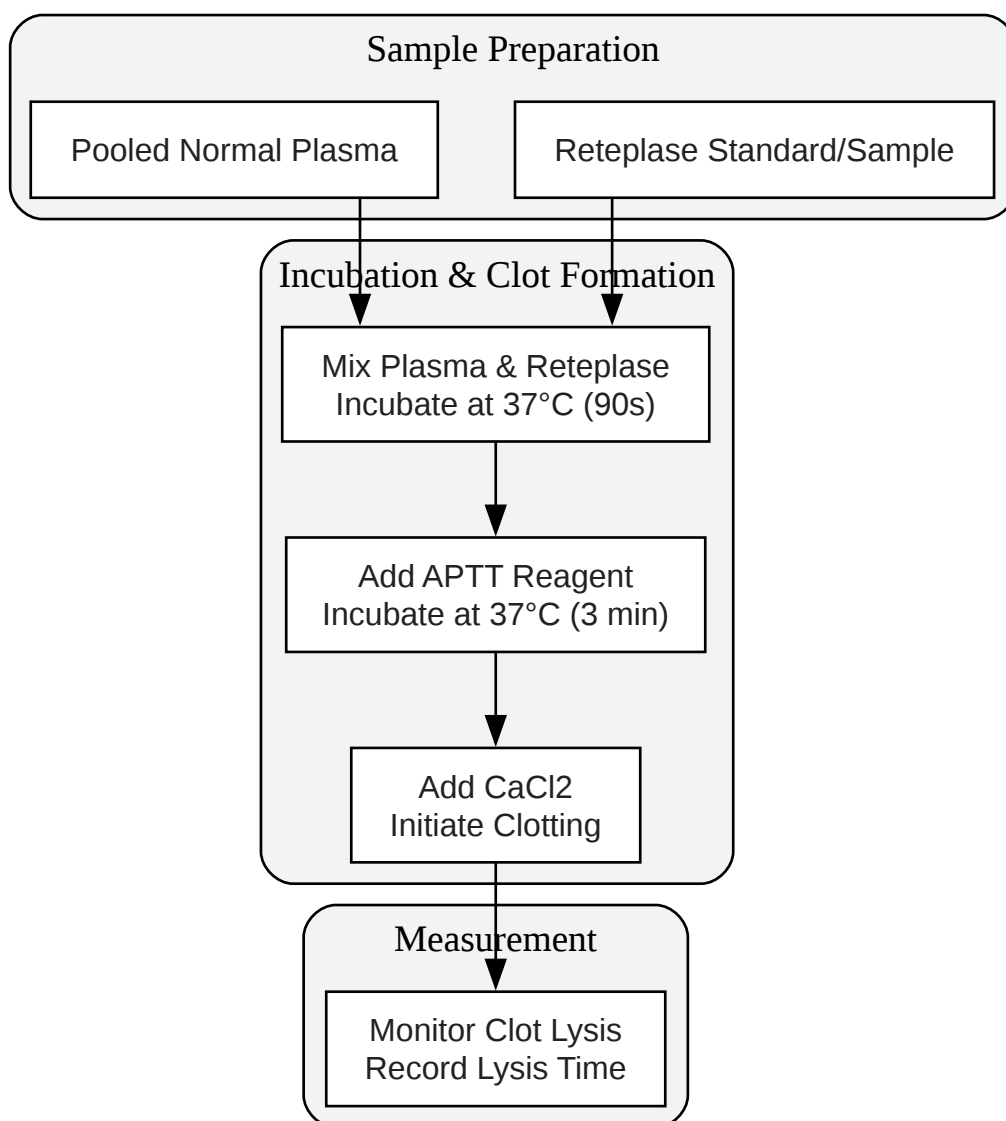 Sample Preparation
Pooled Normal Plasma
Reteplase Standard/Sample
Incubation & Clot Formation
Mix Plasma & Reteplase
Incubate at 37°C (90s)
Add APTT Reagent
Incubate at 37°C (3 min)
Add CaCl2
Initiate Clotting
Measurement
Monitor Clot Lysis
Record Lysis Time